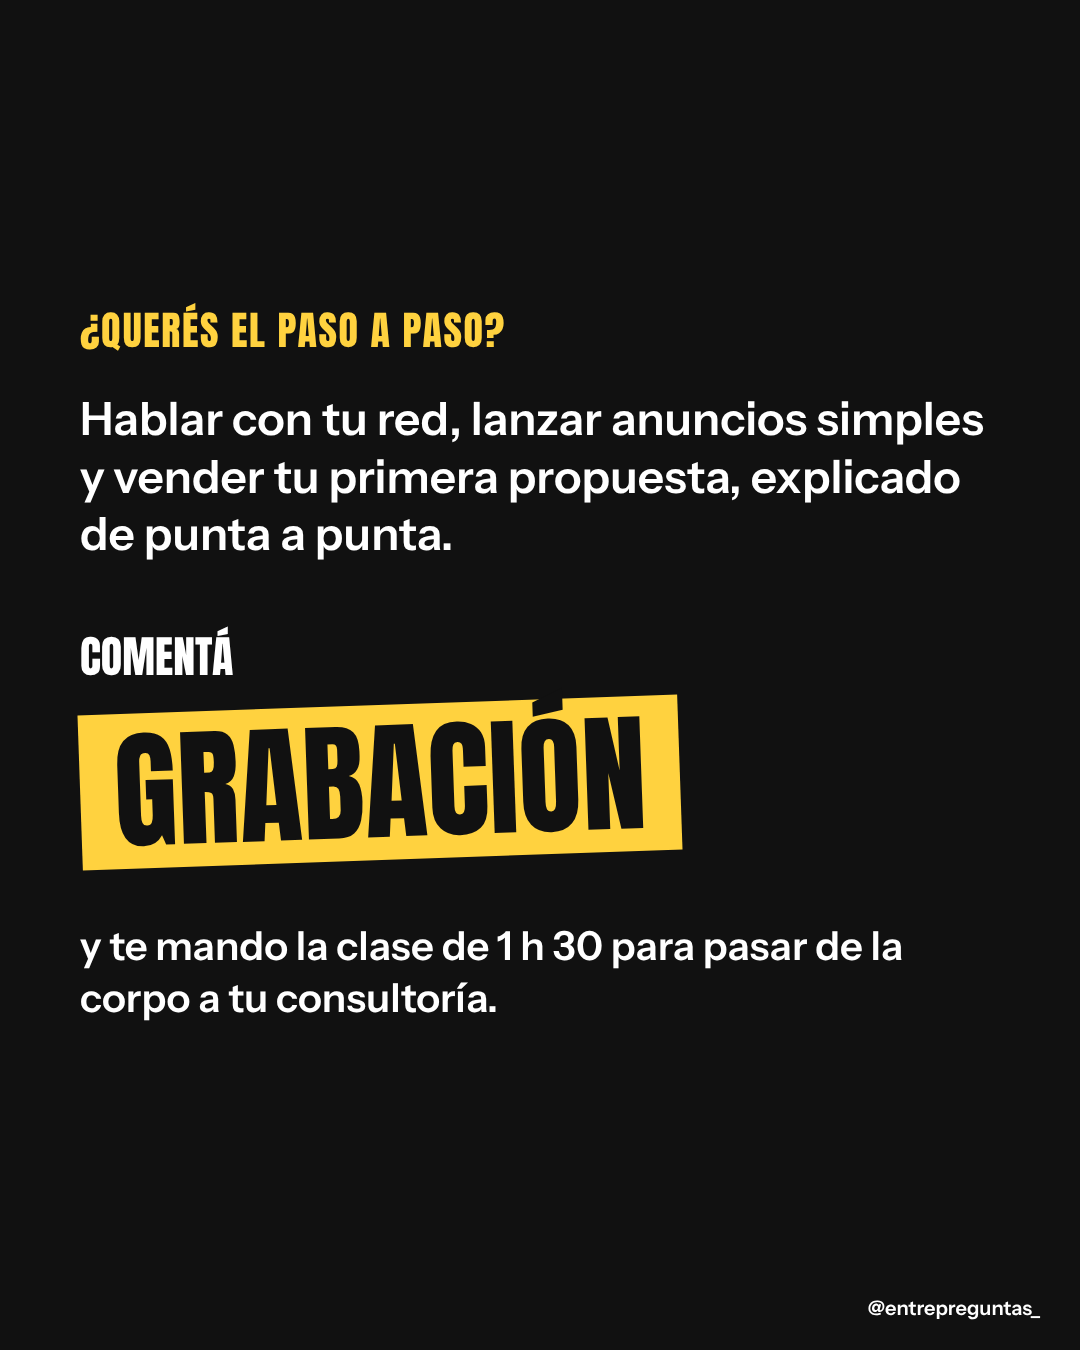 ¿QUERÉS EL PASO A PASO?
Hablar con tu red, lanzar anuncios simples
y vender tu primera propuesta, explicado
de punta a punta.
COMENTÁ
GRABACIÓN
y te mando la clase de 1 h 30 para pasar de la
corpo a tu consultoría.
@entrepreguntas_